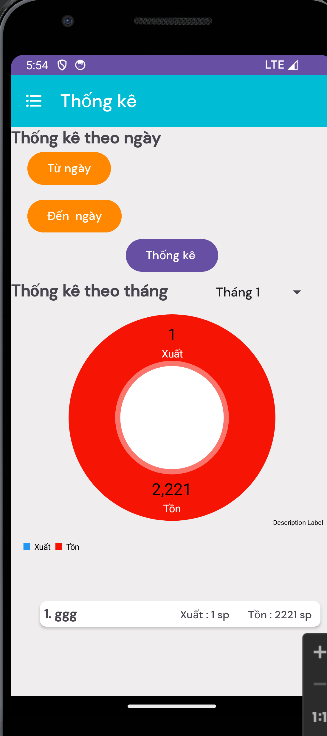 5:54 LTE
Thống kê
Thống kê theo ngày
Từ ngày
Đến ngày
Thống kê
Thống kê theo tháng Tháng 1
1
Xuất
2,221
Tồn
Description Label
Xuất Tồn
1. ggg Xuất : 1 sp Tồn : 2221 sp
1:1